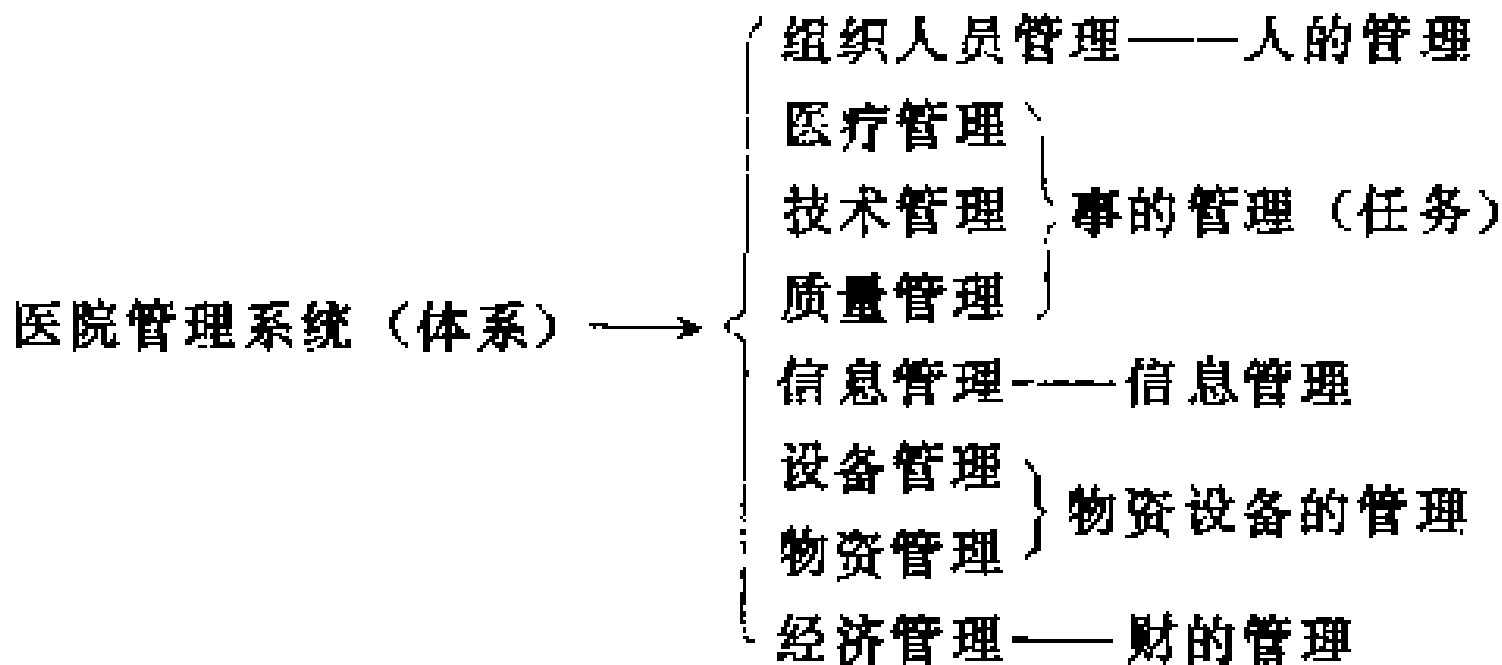 组织人员管理——人的管理
医疗管理
技术管理
事的管理（任务）
质量管理
医院管理系统（体系）
信息管理——信息管理
设备管理
物资设备的管理
物资管理
经济管理——财的管理